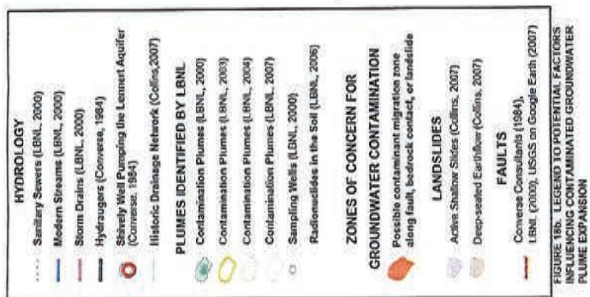 HYDROLOGY
Sanitary Sewers (LBNL, 2000)
Modern Streams (LBNL, 2000)
Storm Drains (LBNL, 2000)
Hydraugers (Converse, 1984)
Shively Well Pumping the Lennert Aquifer
(Converse, 1984)
Historic Drainage Network (Collins,2007)
PLUMES IDENTIFIED BY LBNL
Contamination Plumes (LBNL, 2000)
Contamination Plumes (LBNL, 2003)
Contamination Plumes (LBNL, 2004)
Contamination Plumes (LBNL, 2007)
Sampling Wells (LBNL, 2000)
Radionuclides in the Soil (LBNL, 2006)
ZONES OF CONCERN FOR
GROUNDWATER CONTAMINATION
Possible contaminant migration zone
along fault, bedrock contact, or landslide
LANDSLIDES
Active Shallow Slides (Collins, 2007)
Deep-seated Earthflow (Collins, 2007)
FAULTS
Converse Consultants (1984),
LBNL (2000), USGS on Google Earth (2007)
FIGURE 18b. LEGEND TO POTENTIAL FACTORS
INFLUENCING CONTAMINATED GROUNDWATER
PLUME EXPANSION